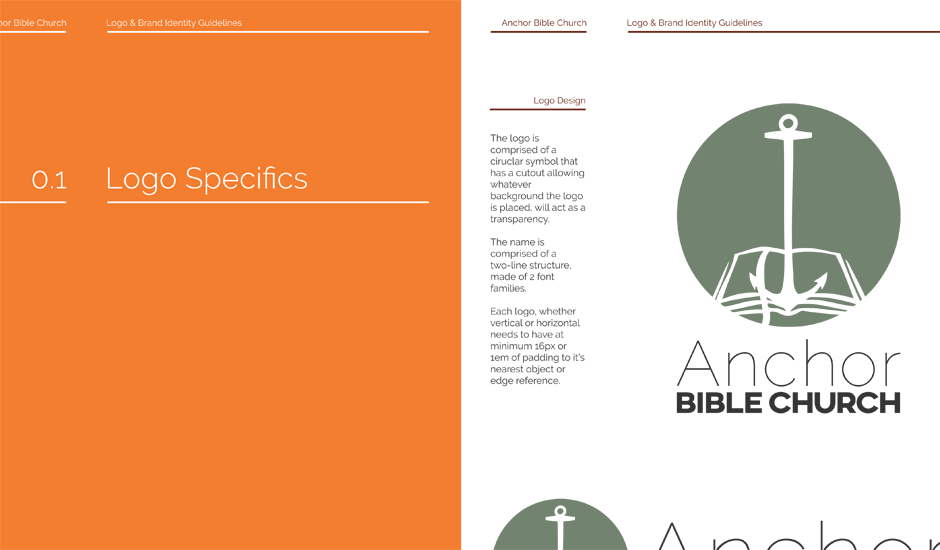 hor Bible Church
Logo & Brand Identity Guidelines
0.1
Logo Specifics
Anchor Bible Church
Logo & Brand Identity Guidelines
Logo Design
The logo is
comprised of a
ciruclar symbol that
has a cutout allowing
whatever
background the logo
is placed, will act as a
transparency.
The name is
comprised of a
two-line structure,
made of 2 font
families.
Each logo, whether
vertical or horizontal
needs to have at
minimum 16px or
1em of padding to it's
nearest object or
edge reference.
Anchor
BIBLE CHURCH
Anchor